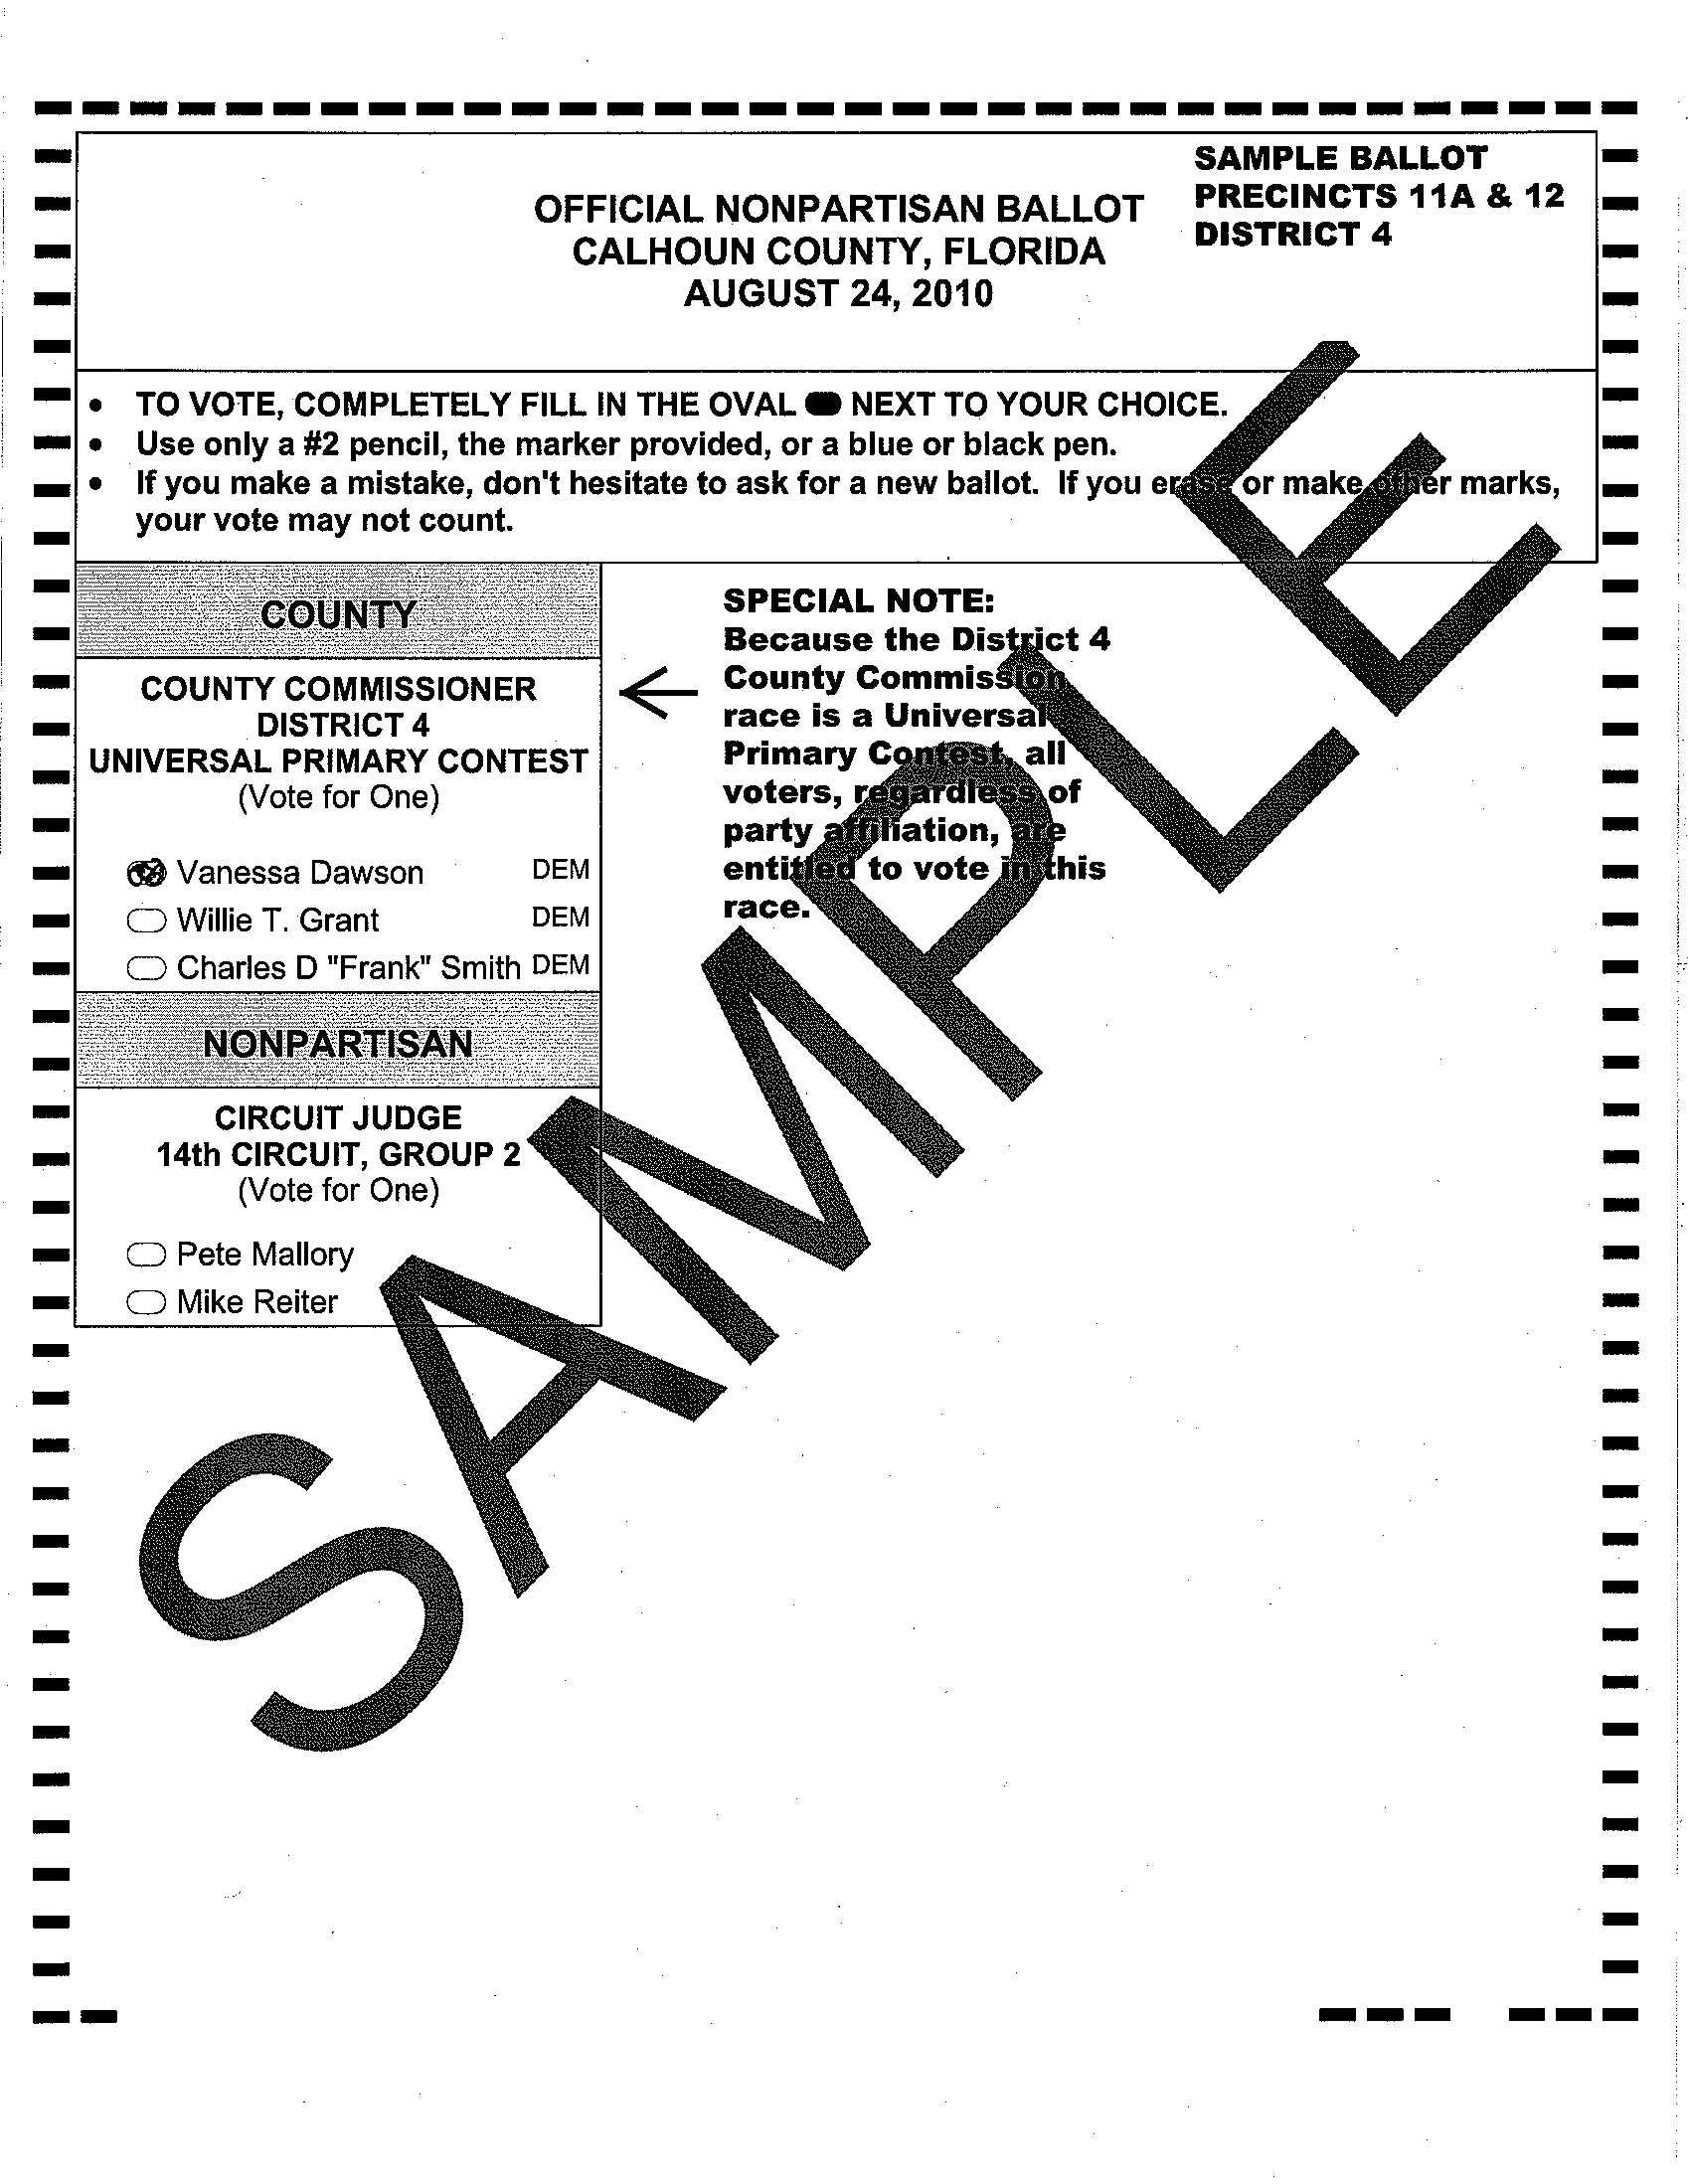 SAMPLE BALLOT
PRECINCTS 11A & 12
DISTRICT 4
OFFICIAL NONPARTISAN BALLOT
CALHOUN COUNTY, FLORIDA
AUGUST 24, 2010
• TO VOTE, COMPLETELY FILL IN THE OVAL NEXT TO YOUR CHOICE.
• Use only a #2 pencil, the marker provided, or a blue or black pen.
• If you make a mistake, don't hesitate to ask for a new ballot. If you erase or make other marks,
your vote may not count.
COUNTY
COUNTY COMMISSIONER
DISTRICT 4
UNIVERSAL PRIMARY CONTEST
(Vote for One)
Vanessa Dawson DEM
Willie T. Grant DEM
Charles D "Frank" Smith DEM
NONPARTISAN
CIRCUIT JUDGE
14th CIRCUIT, GROUP 2
(Vote for One)
Pete Mallory
Mike Reiter
SPECIAL NOTE:
Because the District 4
County Commission
race is a Universal
Primary Contest, all
voters, regardless of
party affiliation, are
entitled to vote in this
race.
SAMPLE